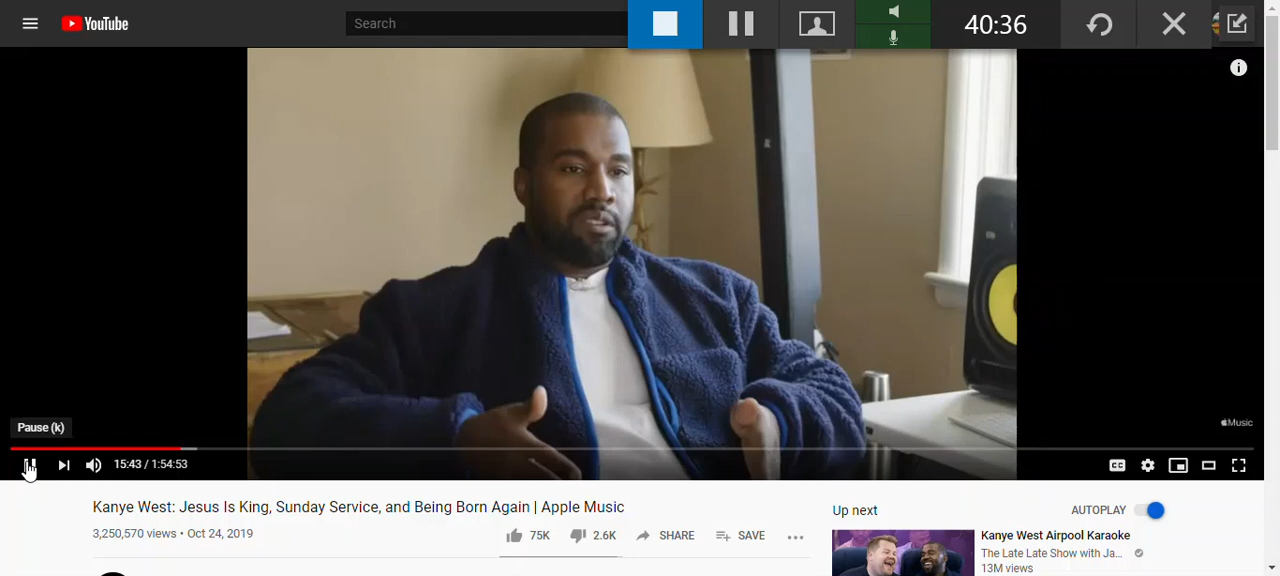 YouTube
Search
40:36
Pause (k)
Music
15:43 / 1:54:53
CC
Kanye West: Jesus Is King, Sunday Service, and Being Born Again | Apple Music
3,250,570 views • Oct 24, 2019
75K
2.6K
SHARE
SAVE
Up next
AUTOPLAY
Kanye West Airpool Karaoke
The Late Late Show with Ja...
13M views